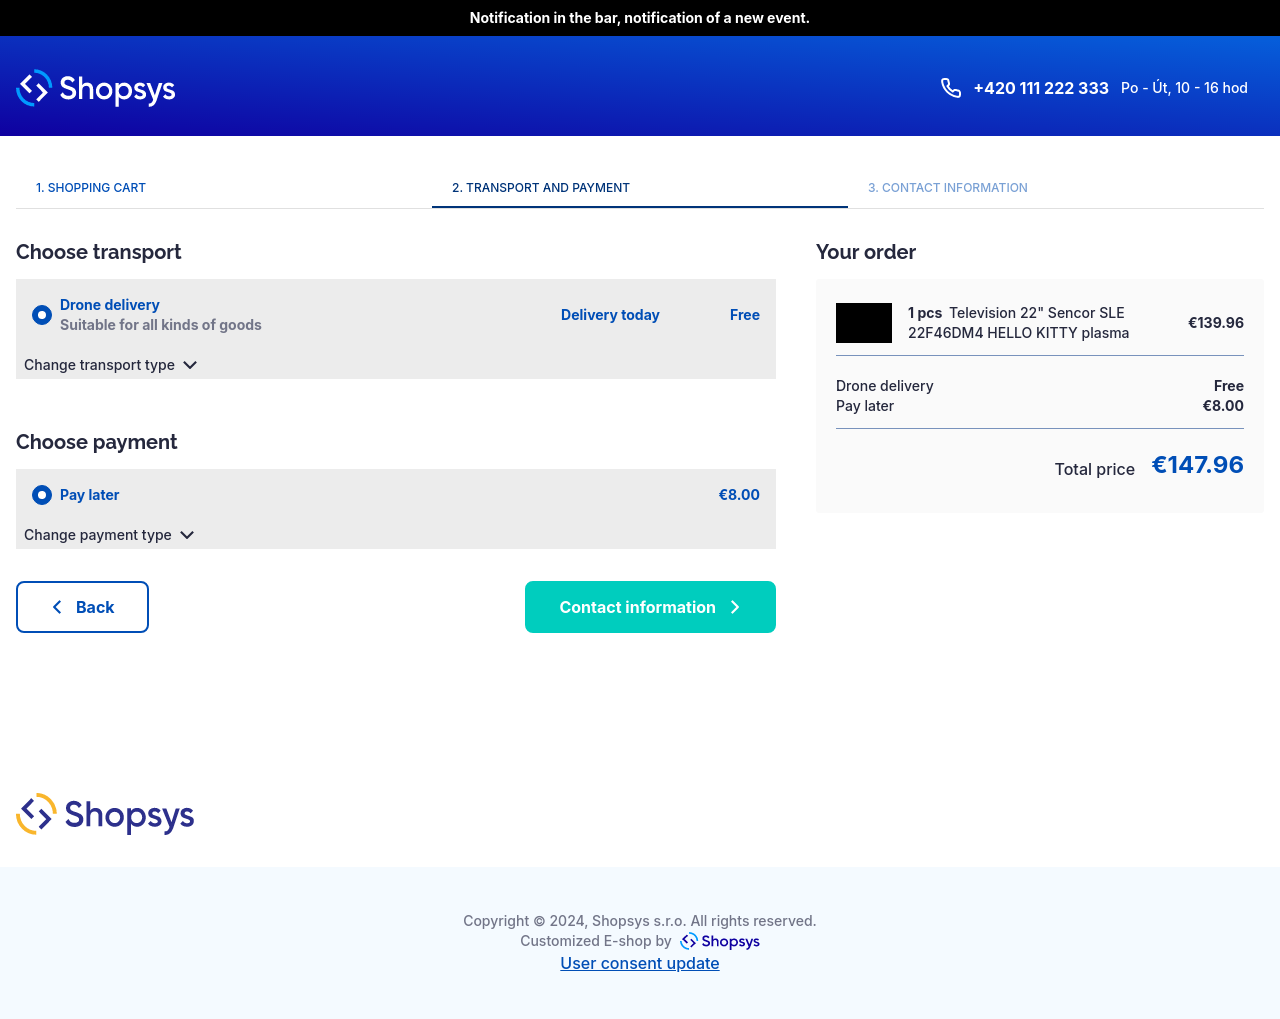 Notification in the bar, notification of a new event.
Shopsys
+420 111 222 333 Po - Út, 10 - 16 hod
1. SHOPPING CART
2. TRANSPORT AND PAYMENT
3. CONTACT INFORMATION
Choose transport
Drone delivery
Suitable for all kinds of goods
Delivery today
Free
Change transport type
Choose payment
Pay later
€8.00
Change payment type
Back
Contact information
Your order
1 pcs Television 22" Sencor SLE
22F46DM4 HELLO KITTY plasma
€139.96
Drone delivery
Free
Pay later
€8.00
Total price €147.96
Shopsys
Copyright © 2024, Shopsys s.r.o. All rights reserved.
Customized E-shop by Shopsys
User consent update